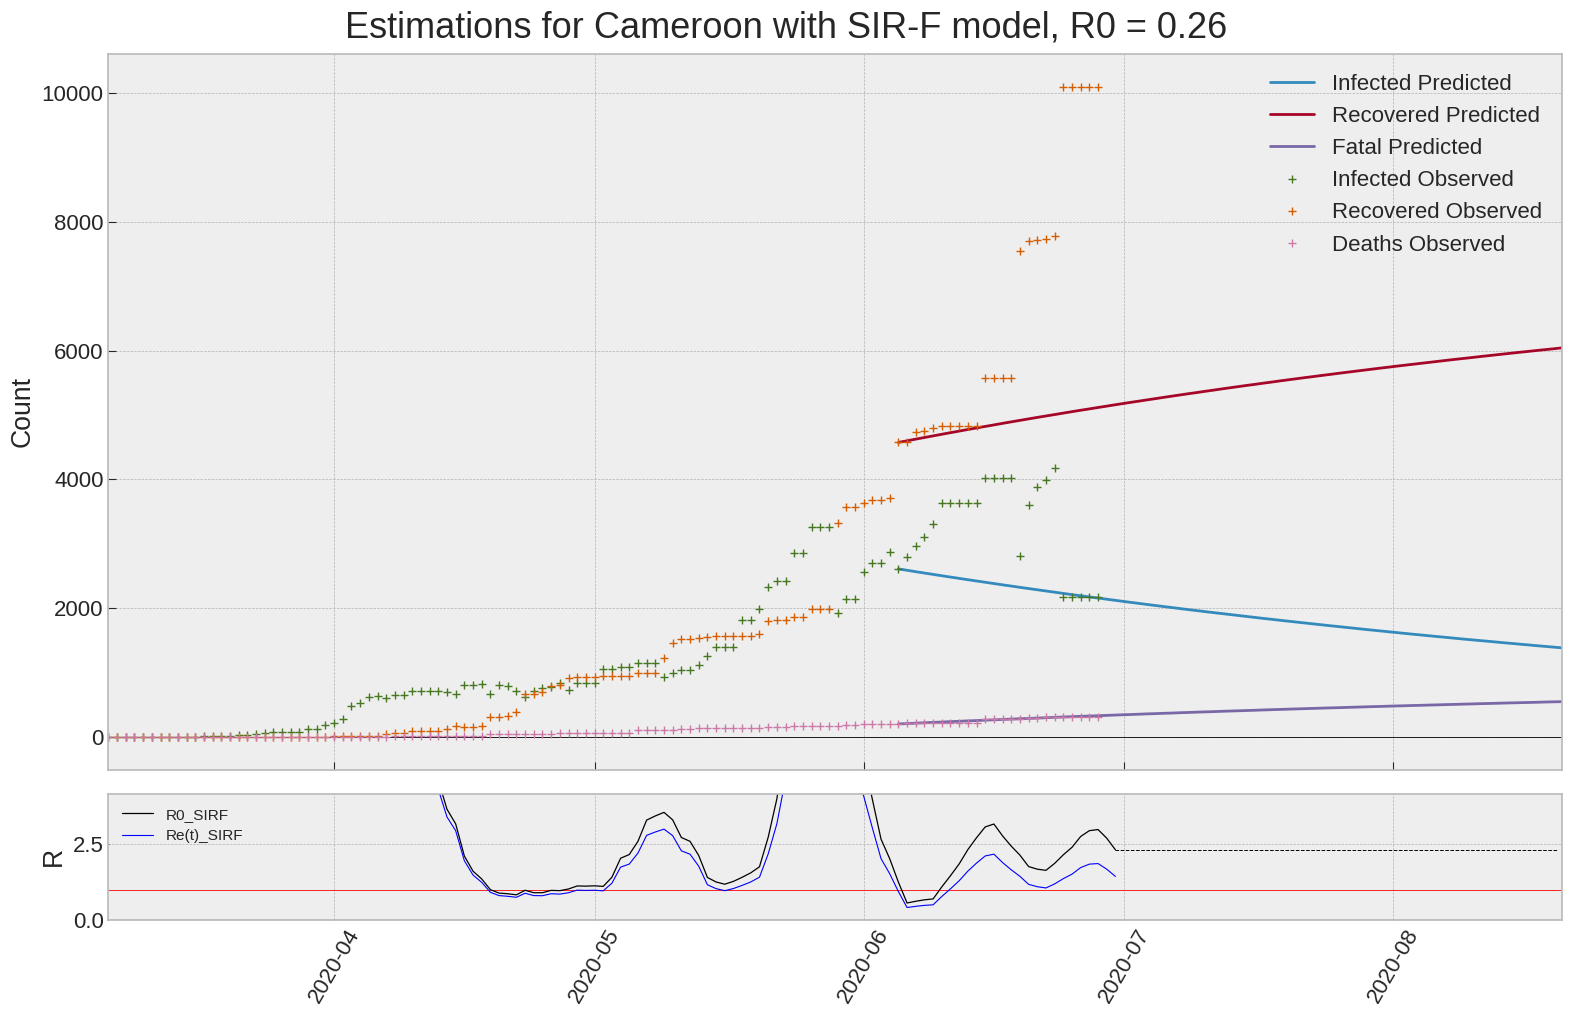 Estimations for Cameroon with SIR-F model, R0 = 0.26
10000
8000
6000
4000
2000
0
Count
Infected Predicted
Recovered Predicted
Fatal Predicted
Infected Observed
Recovered Observed
Deaths Observed
R0_SIRF
Re(t)_SIRF
2.5
0.0
R
2020-04
2020-05
2020-06
2020-07
2020-08